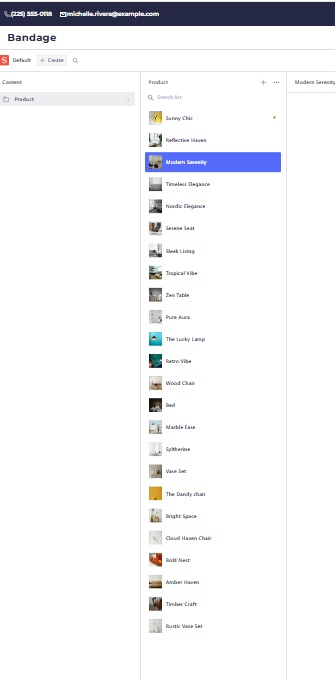 (225) 555-0118 michelle.rivera@example.com
Bandage
S Default + Create
Content
Product
Product
Search list
Sunny Chic
Reflective Haven
Modern Serenity
Timeless Elegance
Nordic Elegance
Serene Seat
Sleek Living
Tropical Vibe
Zen Table
Pure Aura
The Lucky Lamp
Retro Vibe
Wood Chair
Bed
Marble Ease
Syltherine
Vase Set
The Dandy chair
Bright Space
Cloud Haven Chair
Bold Nest
Amber Haven
Timber Craft
Rustic Vase Set
Modern Serenity